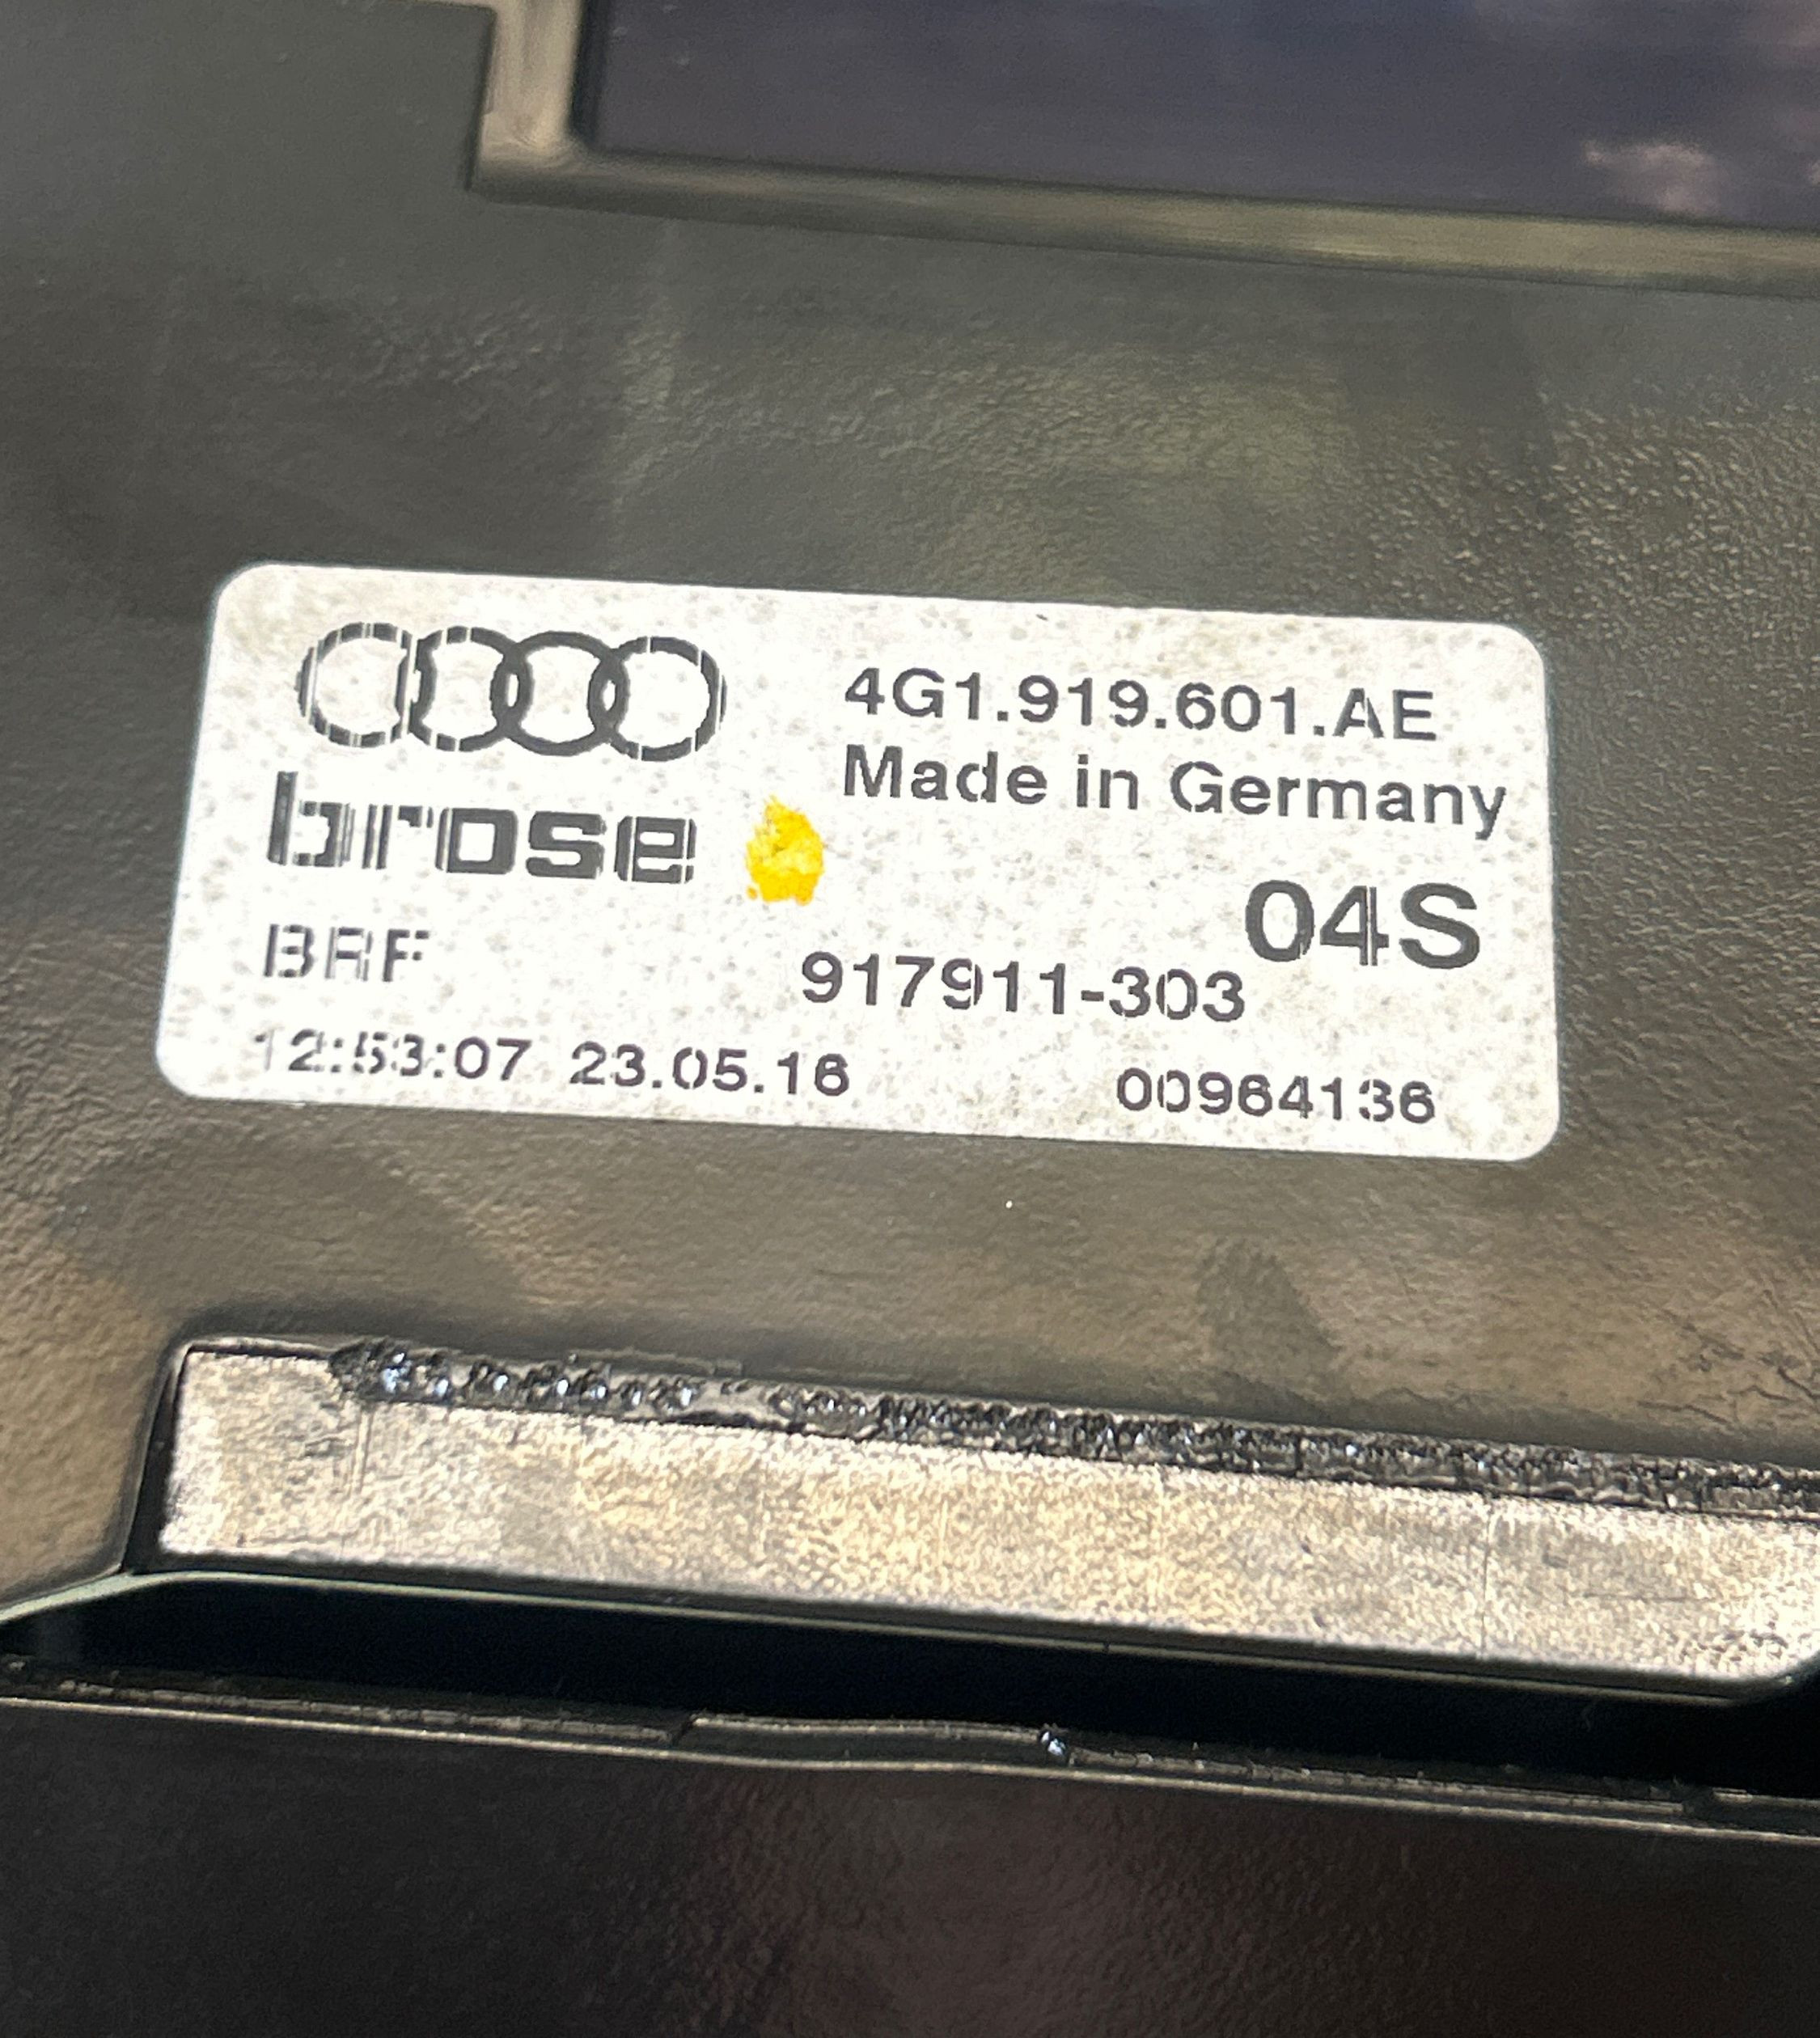 4G1.919.601.AE
Made in Germany
brose
04S
BRF
917911-303
12:53:07 23.05.16
00964136